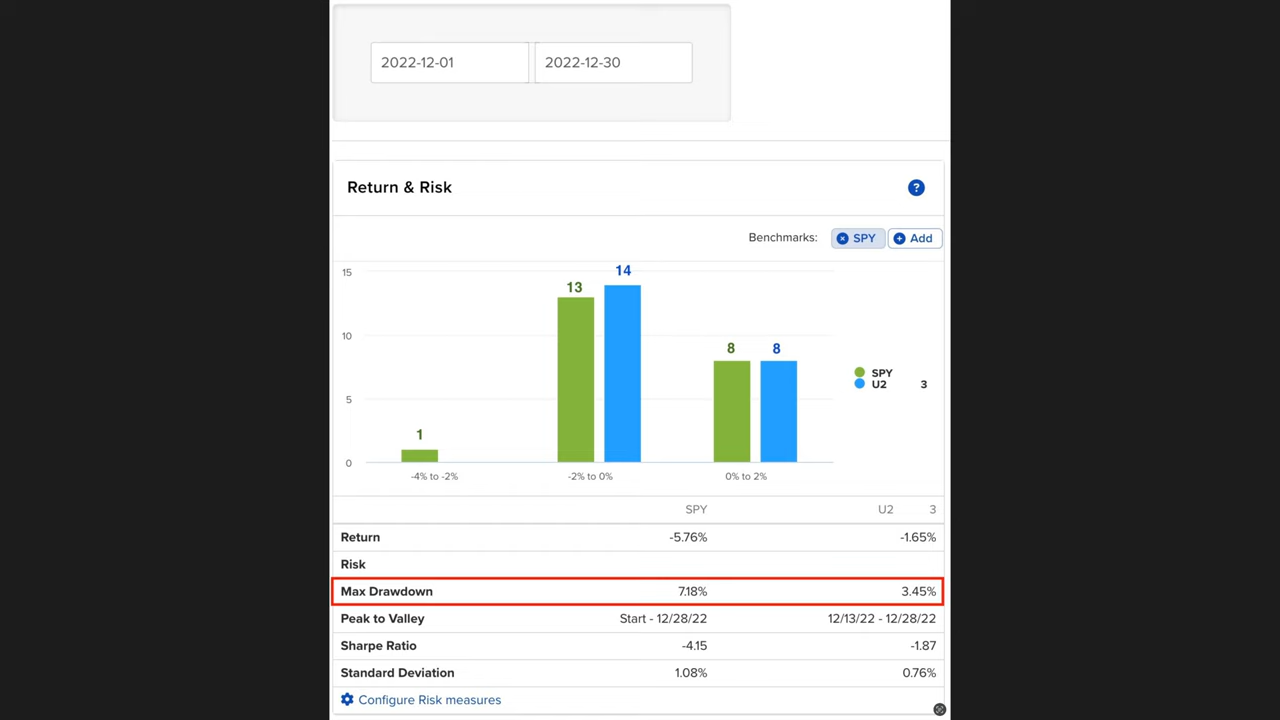 2022-12-01 2022-12-30
Return & Risk ?
Benchmarks: SPY Add
15
10
5
0
1
13
14
8
8
-4% to -2% -2% to 0% 0% to 2%
SPY
U2 3
SPY U2 3
Return -5.76% -1.65%
Risk
Max Drawdown 7.18% 3.45%
Peak to Valley Start - 12/28/22 12/13/22 - 12/28/22
Sharpe Ratio -4.15 -1.87
Standard Deviation 1.08% 0.76%
Configure Risk measures